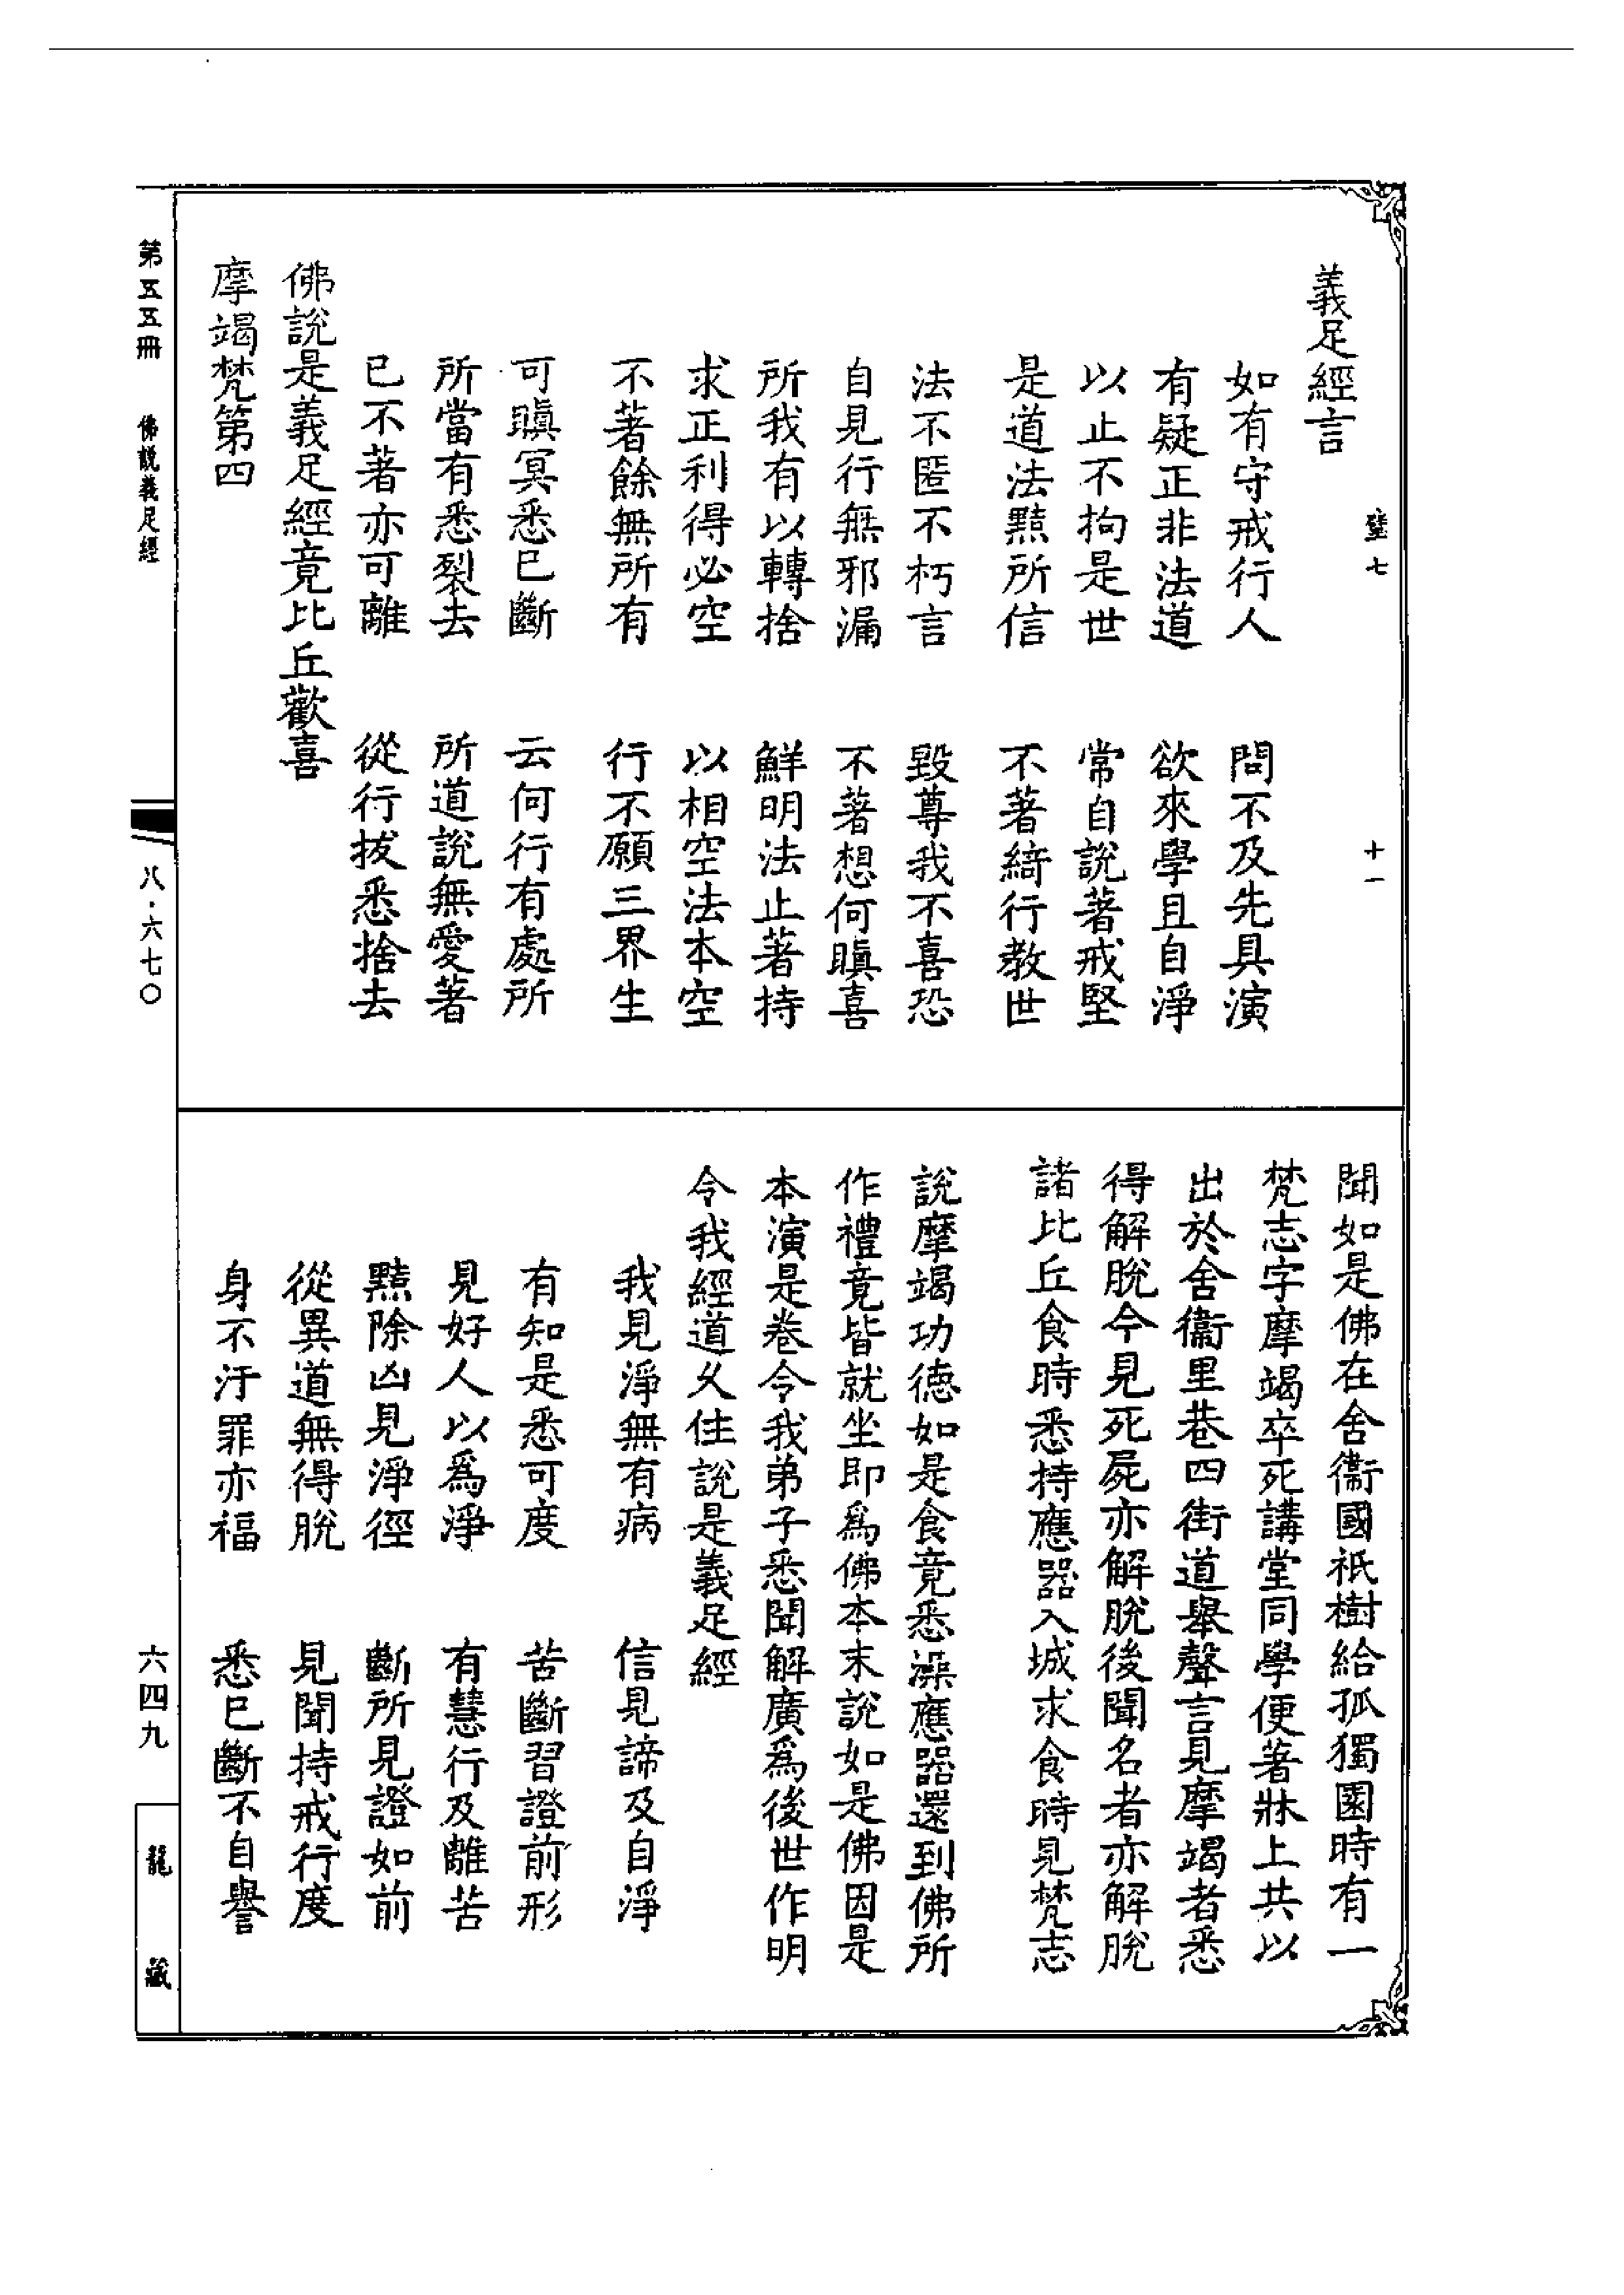 義足經言
如有守戒行人　問不及先具演
有疑正非法道　欲來學且自淨
以止不拘是世　常自說著戒堅
是道法黠所信　不著綺行教世
法不匿不朽言　毀尊我不喜恐
自見行無邪漏　不著想何瞋喜
所我有以轉捨　鮮明法止著持
求正利得必空　以相空法本空
不著餘無所有　行不願三界生
可瞋冥悉已斷　云何行有處所
所當有悉裂去　所道說無愛著
已不著亦可離　從行拔悉捨去
佛說是義足經竟比丘歡喜
摩竭梵第四
聞如是佛在舍衞國祇樹給孤獨園時有一
梵志字摩竭卒死講堂同學便著牀上共以
出於舍衞里巷四街道舉聲言見摩竭者悉
得解脫今見死屍亦解脫後聞名者亦解脫
諸比丘食時悉持應器入城求食時見梵志
說摩竭功德如是食竟悉澡應器還到佛所
作禮竟皆就坐即爲佛本末說如是佛因是
本演是卷令我弟子悉聞解廣爲後世作明
令我經道久住說是義足經
我見淨無有病　信見諦及自淨
有知是悉可度　苦斷習證前形
見好人以爲淨　有慧行及離苦
黠除凶見淨徑　斷所見證如前
從異道無得脫　見聞持戒行度
身不汙罪亦福　悉已斷不自譽
璧七　十一
第五五冊　佛說義足經　八·六七〇　六四九　龍藏